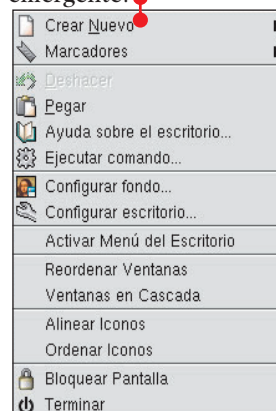 emergente.
Crear Nuevo
Marcadores
Deshacer
Pegar
Ayuda sobre el escritorio...
Ejecutar comando...
Configurar fondo...
Configurar escritorio...
Activar Menú del Escritorio
Reordenar Ventanas
Ventanas en Cascada
Alinear Iconos
Ordenar Iconos
Bloquear Pantalla
Terminar